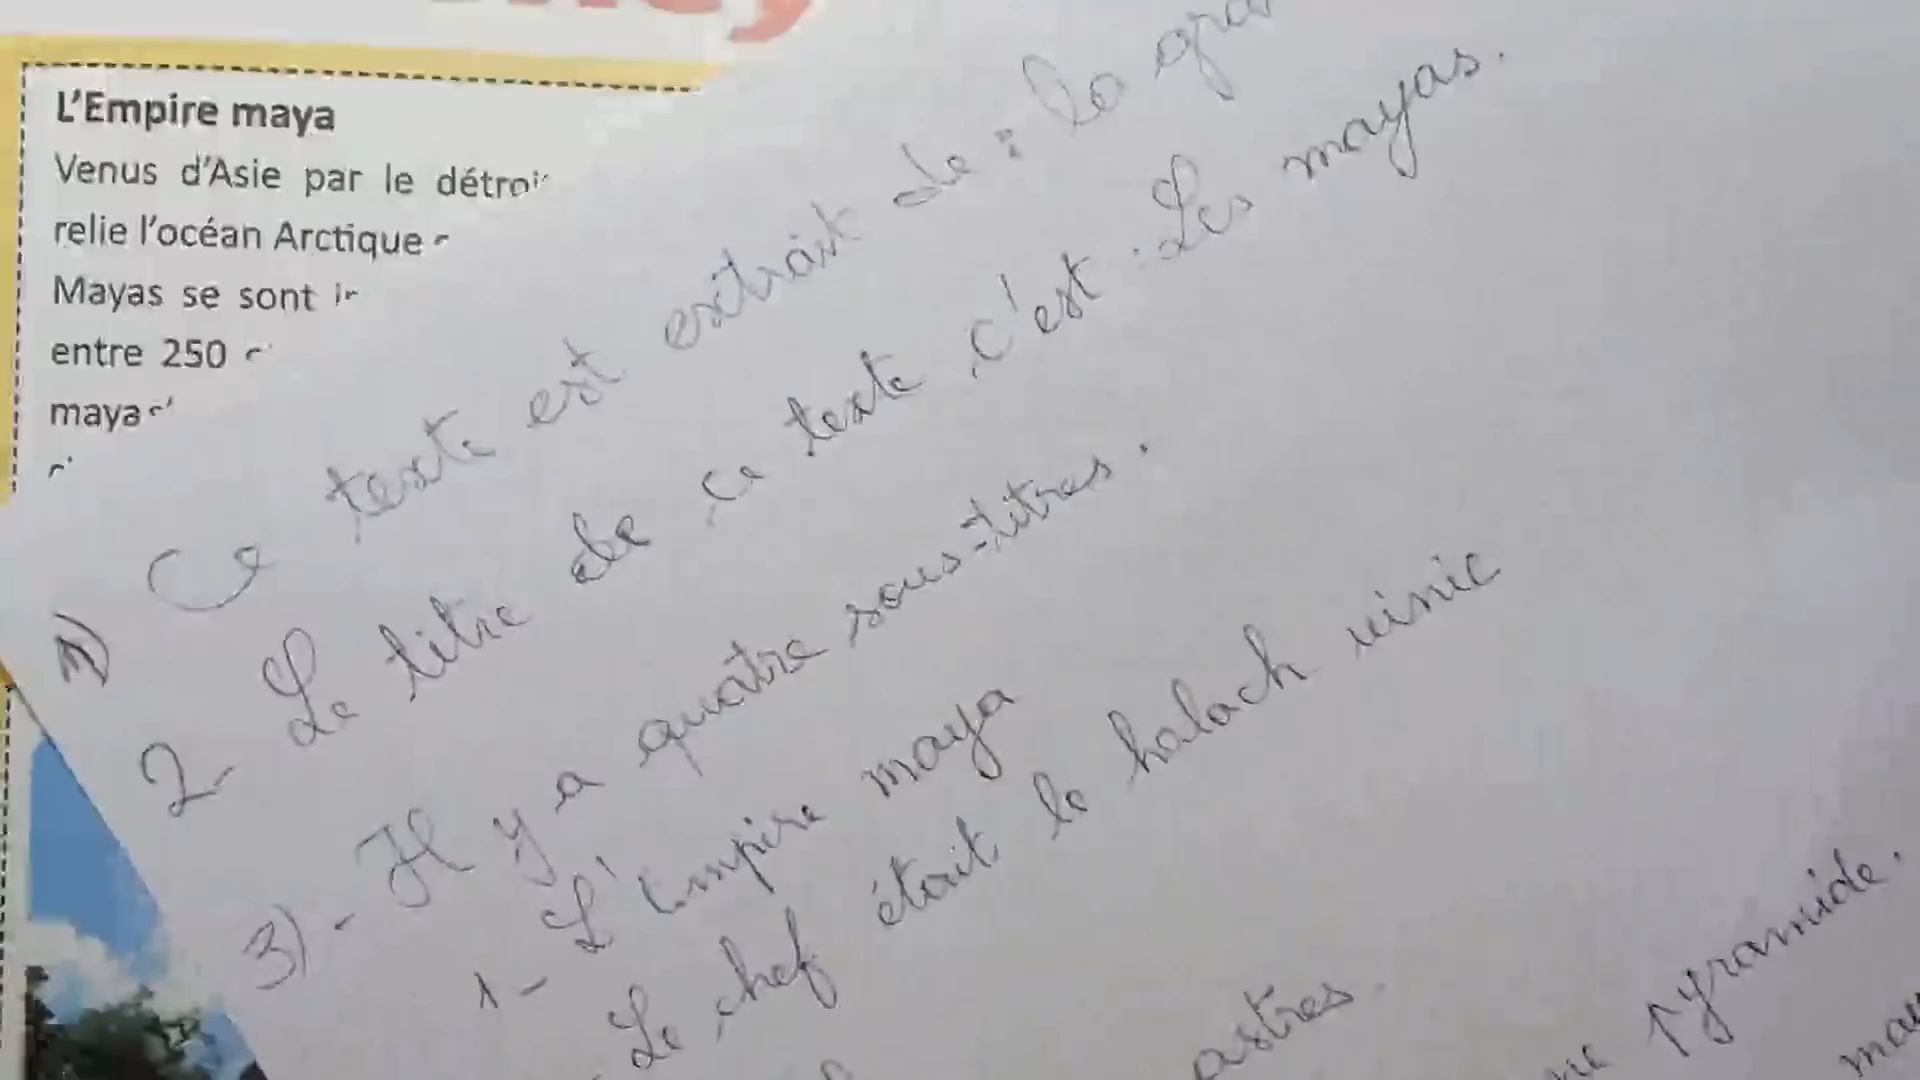 L'Empire maya
Venus d'Asie par le détroi
relie l'océan Arctique
Mayas se sont
entre 250
maya
1) Ce texte est extrait de : la
2- Le titre de ce texte c'est : Les mayas.
3) - Il y a quatre sous-titres.
1 - L'Empire maya
Le chef était le halach uinic
astres.
pyramide.